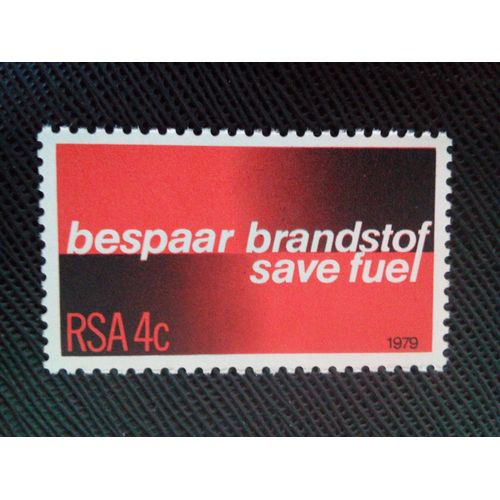 bespaar brandstof
save fuel
RSA 4c
1979